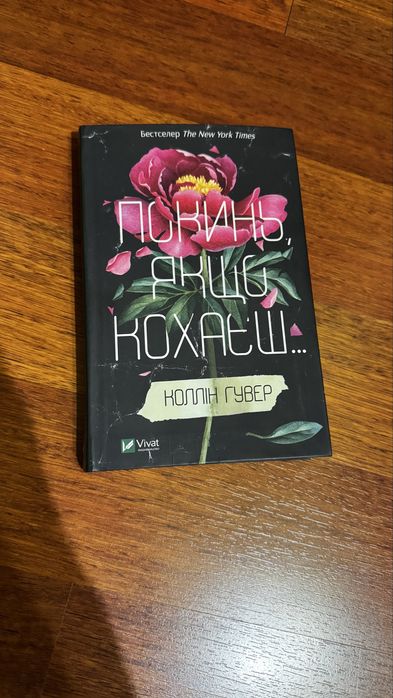 Бестселер The New York Times
ПОКИНЬ,
ЯКЩО
КОХАЄШ...
КОЛЛІН ГУВЕР
Vivat